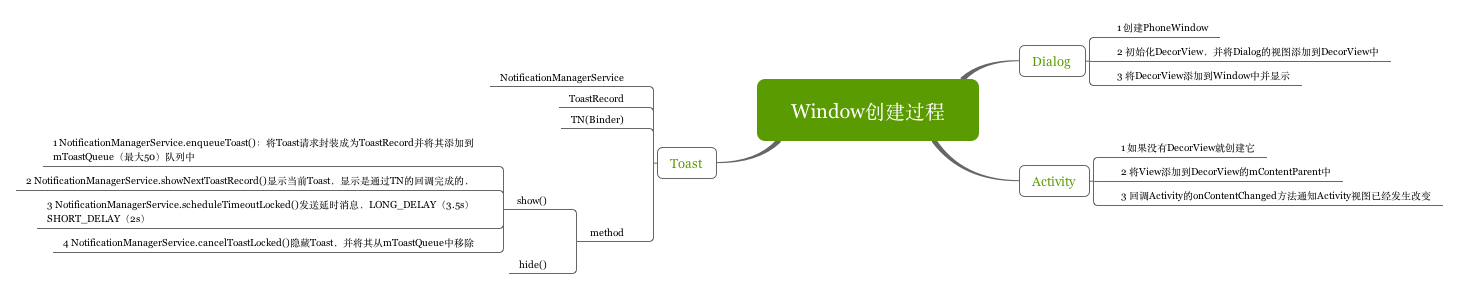 Window创建过程
Dialog
1 创建PhoneWindow
2 初始化DecorView，并将Dialog的视图添加到DecorView中
3 将DecorView添加到Window中并显示
Activity
1 如果没有DecorView就创建它
2 将View添加到DecorView的mContentParent中
3 回调Activity的onContentChanged方法通知Activity视图已经发生改变
Toast
NotificationManagerService
ToastRecord
TN(Binder)
method
show()
1 NotificationManagerService.enqueueToast()：将Toast请求封装成为ToastRecord并将其添加到
mToastQueue（最大50）队列中
2 NotificationManagerService.showNextToastRecord()显示当前Toast，显示是通过TN的回调完成的，
3 NotificationManagerService.scheduleTimeoutLocked()发送延时消息，LONG_DELAY（3.5s）
SHORT_DELAY（2s）
4 NotificationManagerService.cancelToastLocked()隐藏Toast，并将其从mToastQueue中移除
hide()